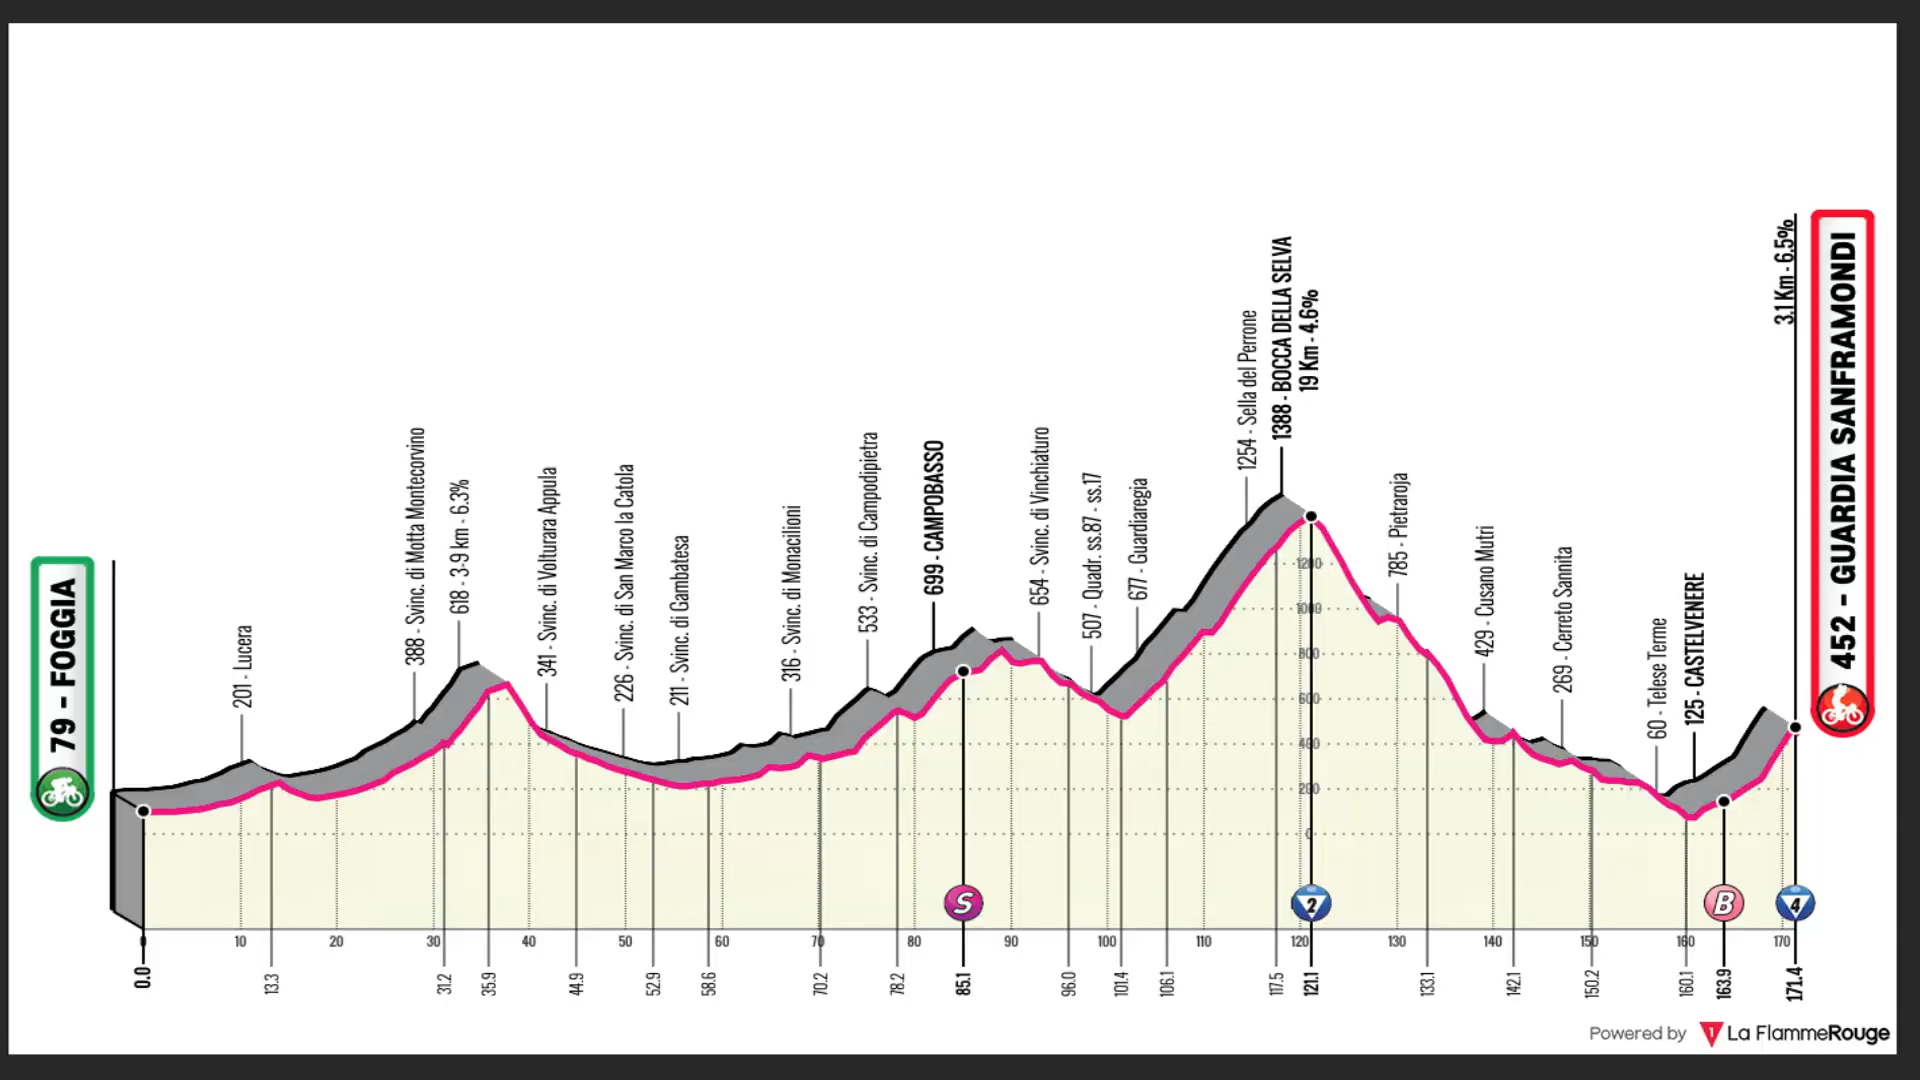 79 - FOGGIA
201 - Lucera
388 - Svinc. di Motta Montecorvino
618 - 3-9 km - 6.3%
341 - Svinc. di Volturara Appula
226 - Svinc. di San Marco la Catola
211 - Svinc. di Gambatesa
316 - Svinc. di Monacilioni
533 - Svinc. di Campodipietra
699 - CAMPOBASSO
654 - Svinc. di Vinchiaturo
507 - Quadr. ss.87 - ss.17
677 - Guardiaregia
1254 - Sella del Perrone
1388 - BOCCA DELLA SELVA
19 Km - 4.6%
785 - Pietraroja
429 - Cusano Mutri
269 - Cerreto Sannita
60 - Telese Terme
125 - CASTELVENERE
3.1 Km - 6.5%
452 - GUARDIA SANFRAMONDI
1200
1000
800
600
400
200
0
S
2
B
4
0 10 20 30 40 50 60 70 80 90 100 110 120 130 140 150 160 170
0.0 13.3 31.2 35.9 44.9 52.9 58.6 70.2 78.2 85.1 96.0 101.4 106.1 117.5 121.1 133.1 142.1 150.2 160.1 163.9 171.4
Powered by 1 La FlammeRouge